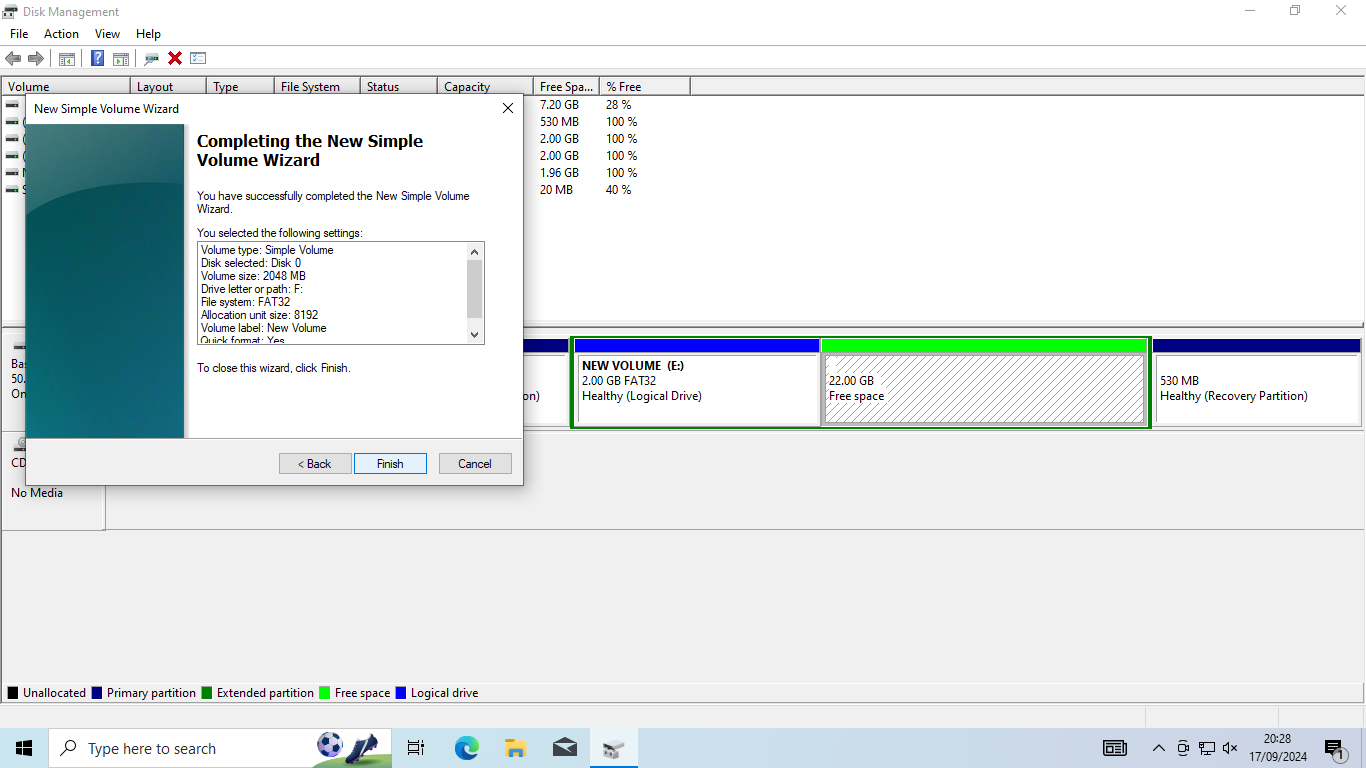 Disk Management
File Action View Help
Volume Layout Type File System Status Capacity Free Spa... % Free
7.20 GB 28 %
530 MB 100 %
2.00 GB 100 %
2.00 GB 100 %
1.96 GB 100 %
20 MB 40 %
New Simple Volume Wizard
Completing the New Simple
Volume Wizard
You have successfully completed the New Simple Volume
Wizard.
You selected the following settings:
Volume type: Simple Volume
Disk selected: Disk 0
Volume size: 2048 MB
Drive letter or path: F:
File system: FAT32
Allocation unit size: 8192
Volume label: New Volume
Quick format: Yes
To close this wizard, click Finish.
< Back Finish Cancel
Bas
50.
On
on)
NEW VOLUME (E:)
2.00 GB FAT32
Healthy (Logical Drive)
22.00 GB
Free space
530 MB
Healthy (Recovery Partition)
CD
No Media
Unallocated Primary partition Extended partition Free space Logical drive
Type here to search
20:28
17/09/2024
1